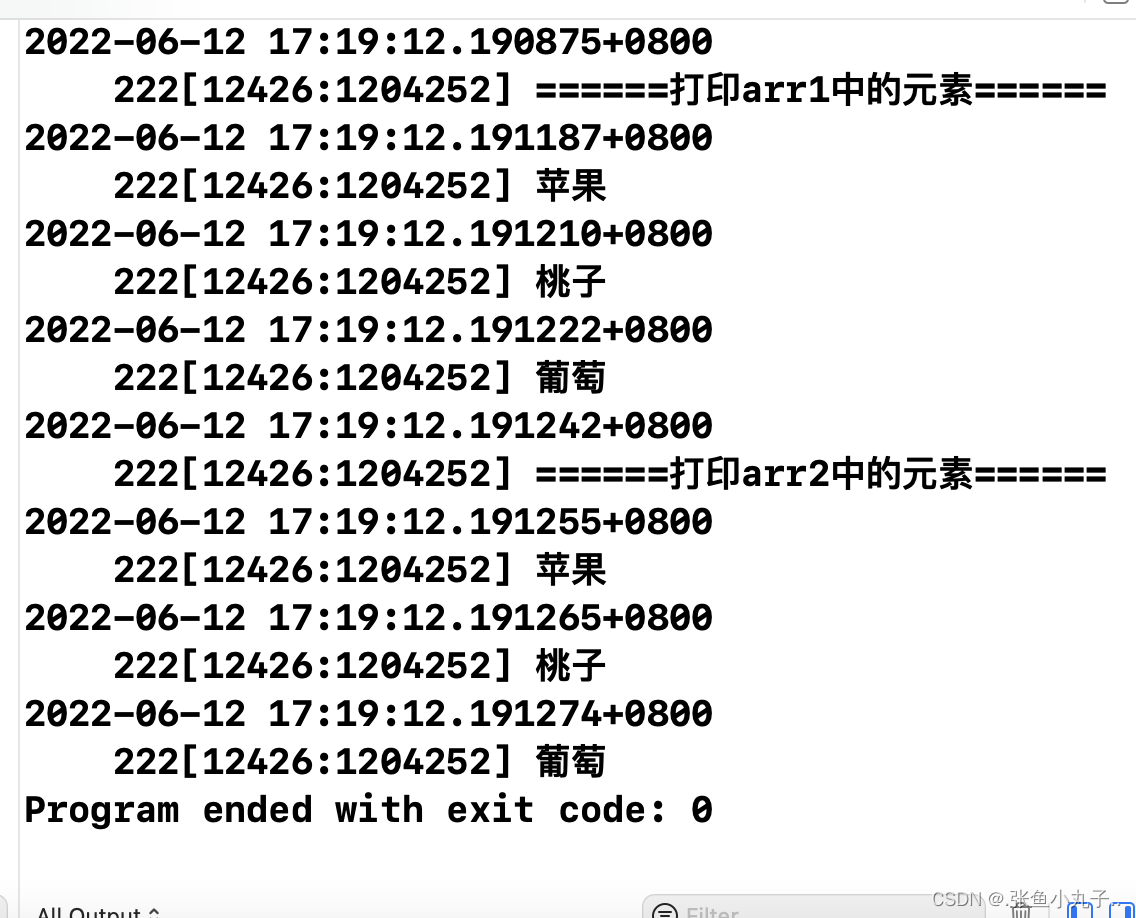 2022-06-12 17:19:12.190875+0800
222[12426:1204252] ======打印arr1中的元素======
2022-06-12 17:19:12.191187+0800
222[12426:1204252] 苹果
2022-06-12 17:19:12.191210+0800
222[12426:1204252] 桃子
2022-06-12 17:19:12.191222+0800
222[12426:1204252] 葡萄
2022-06-12 17:19:12.191242+0800
222[12426:1204252] ======打印arr2中的元素======
2022-06-12 17:19:12.191255+0800
222[12426:1204252] 苹果
2022-06-12 17:19:12.191265+0800
222[12426:1204252] 桃子
2022-06-12 17:19:12.191274+0800
222[12426:1204252] 葡萄
Program ended with exit code: 0
CSDN @.张鱼小丸子..
All Output
Filter